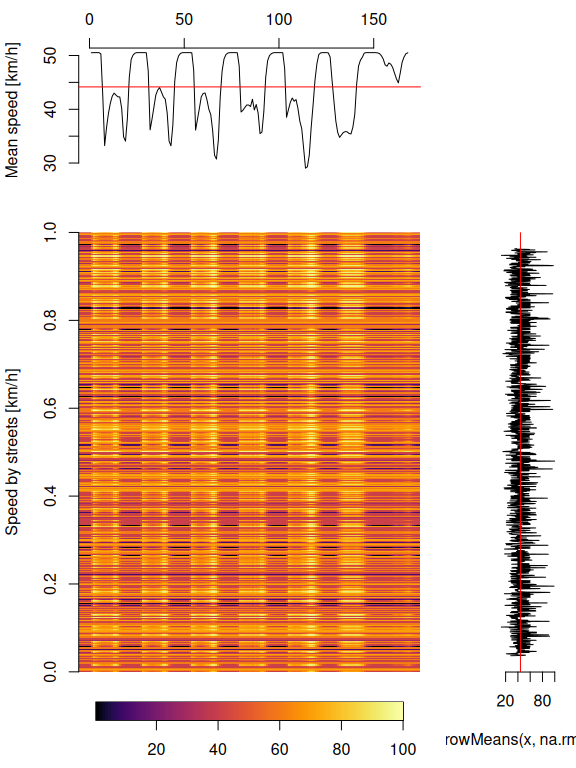 0 50 100 150
Mean speed [km/h]
30 40 50
Speed by streets [km/h]
0.0 0.2 0.4 0.6 0.8 1.0
20 40 60 80 100
20 80
rowMeans(x, na.rm